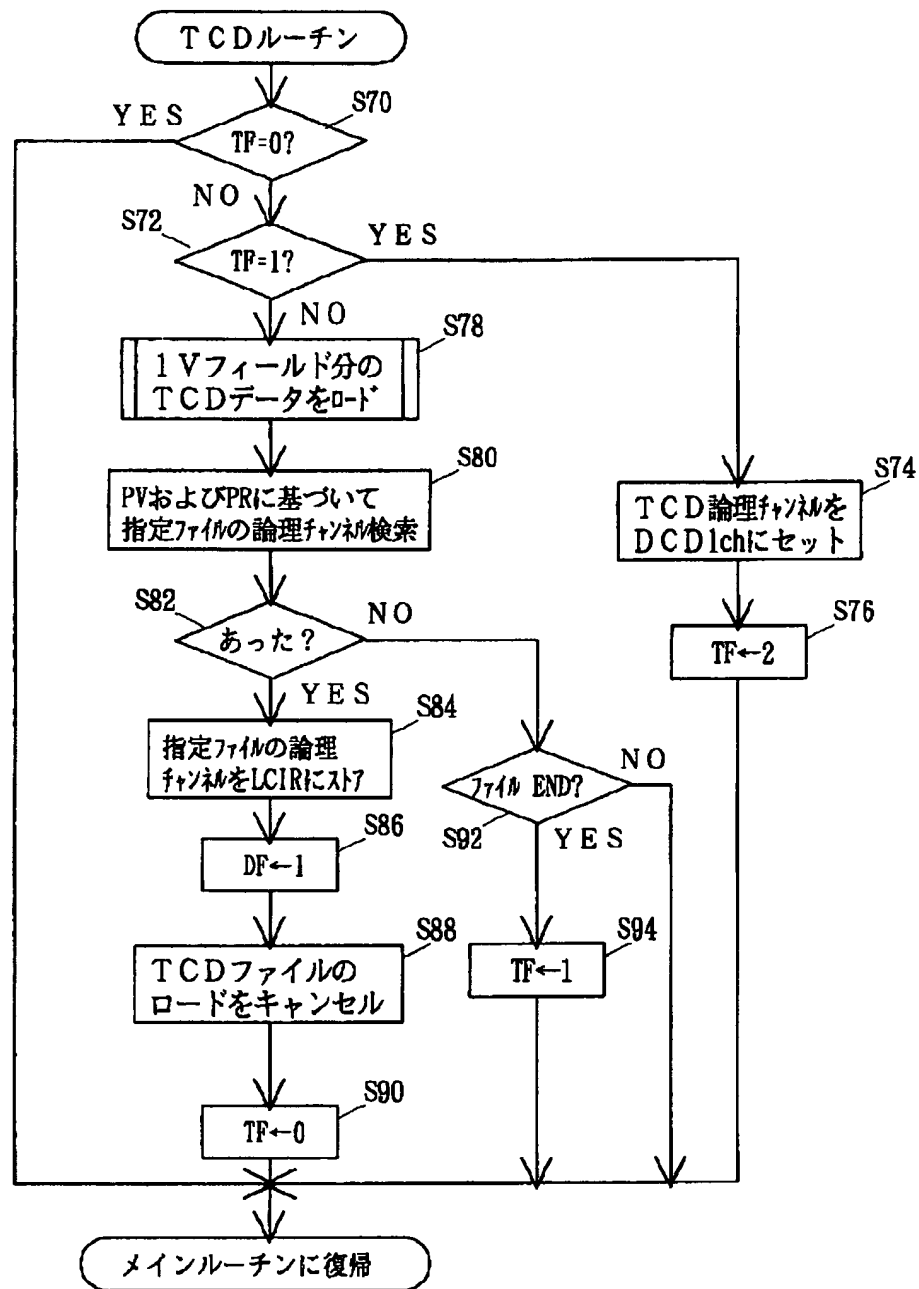 TCDルーチン
S70
YES
TF=0?
NO
S72
YES
TF=1?
NO
S78
1Vフィールド分の
TCDデータをロード
S80
PVおよびPRに基づいて
指定ファイルの論理チャンネル検索
S74
TCD論理チャンネルを
DCD1chにセット
S82
NO
あった?
S76
TF←2
YES
S84
指定ファイルの論理
チャンネルをLCIRにストア
NO
ファイル END?
S92
YES
S86
DF←1
S88
TCDファイルの
ロードをキャンセル
S94
TF←1
S90
TF←0
メインルーチンに復帰